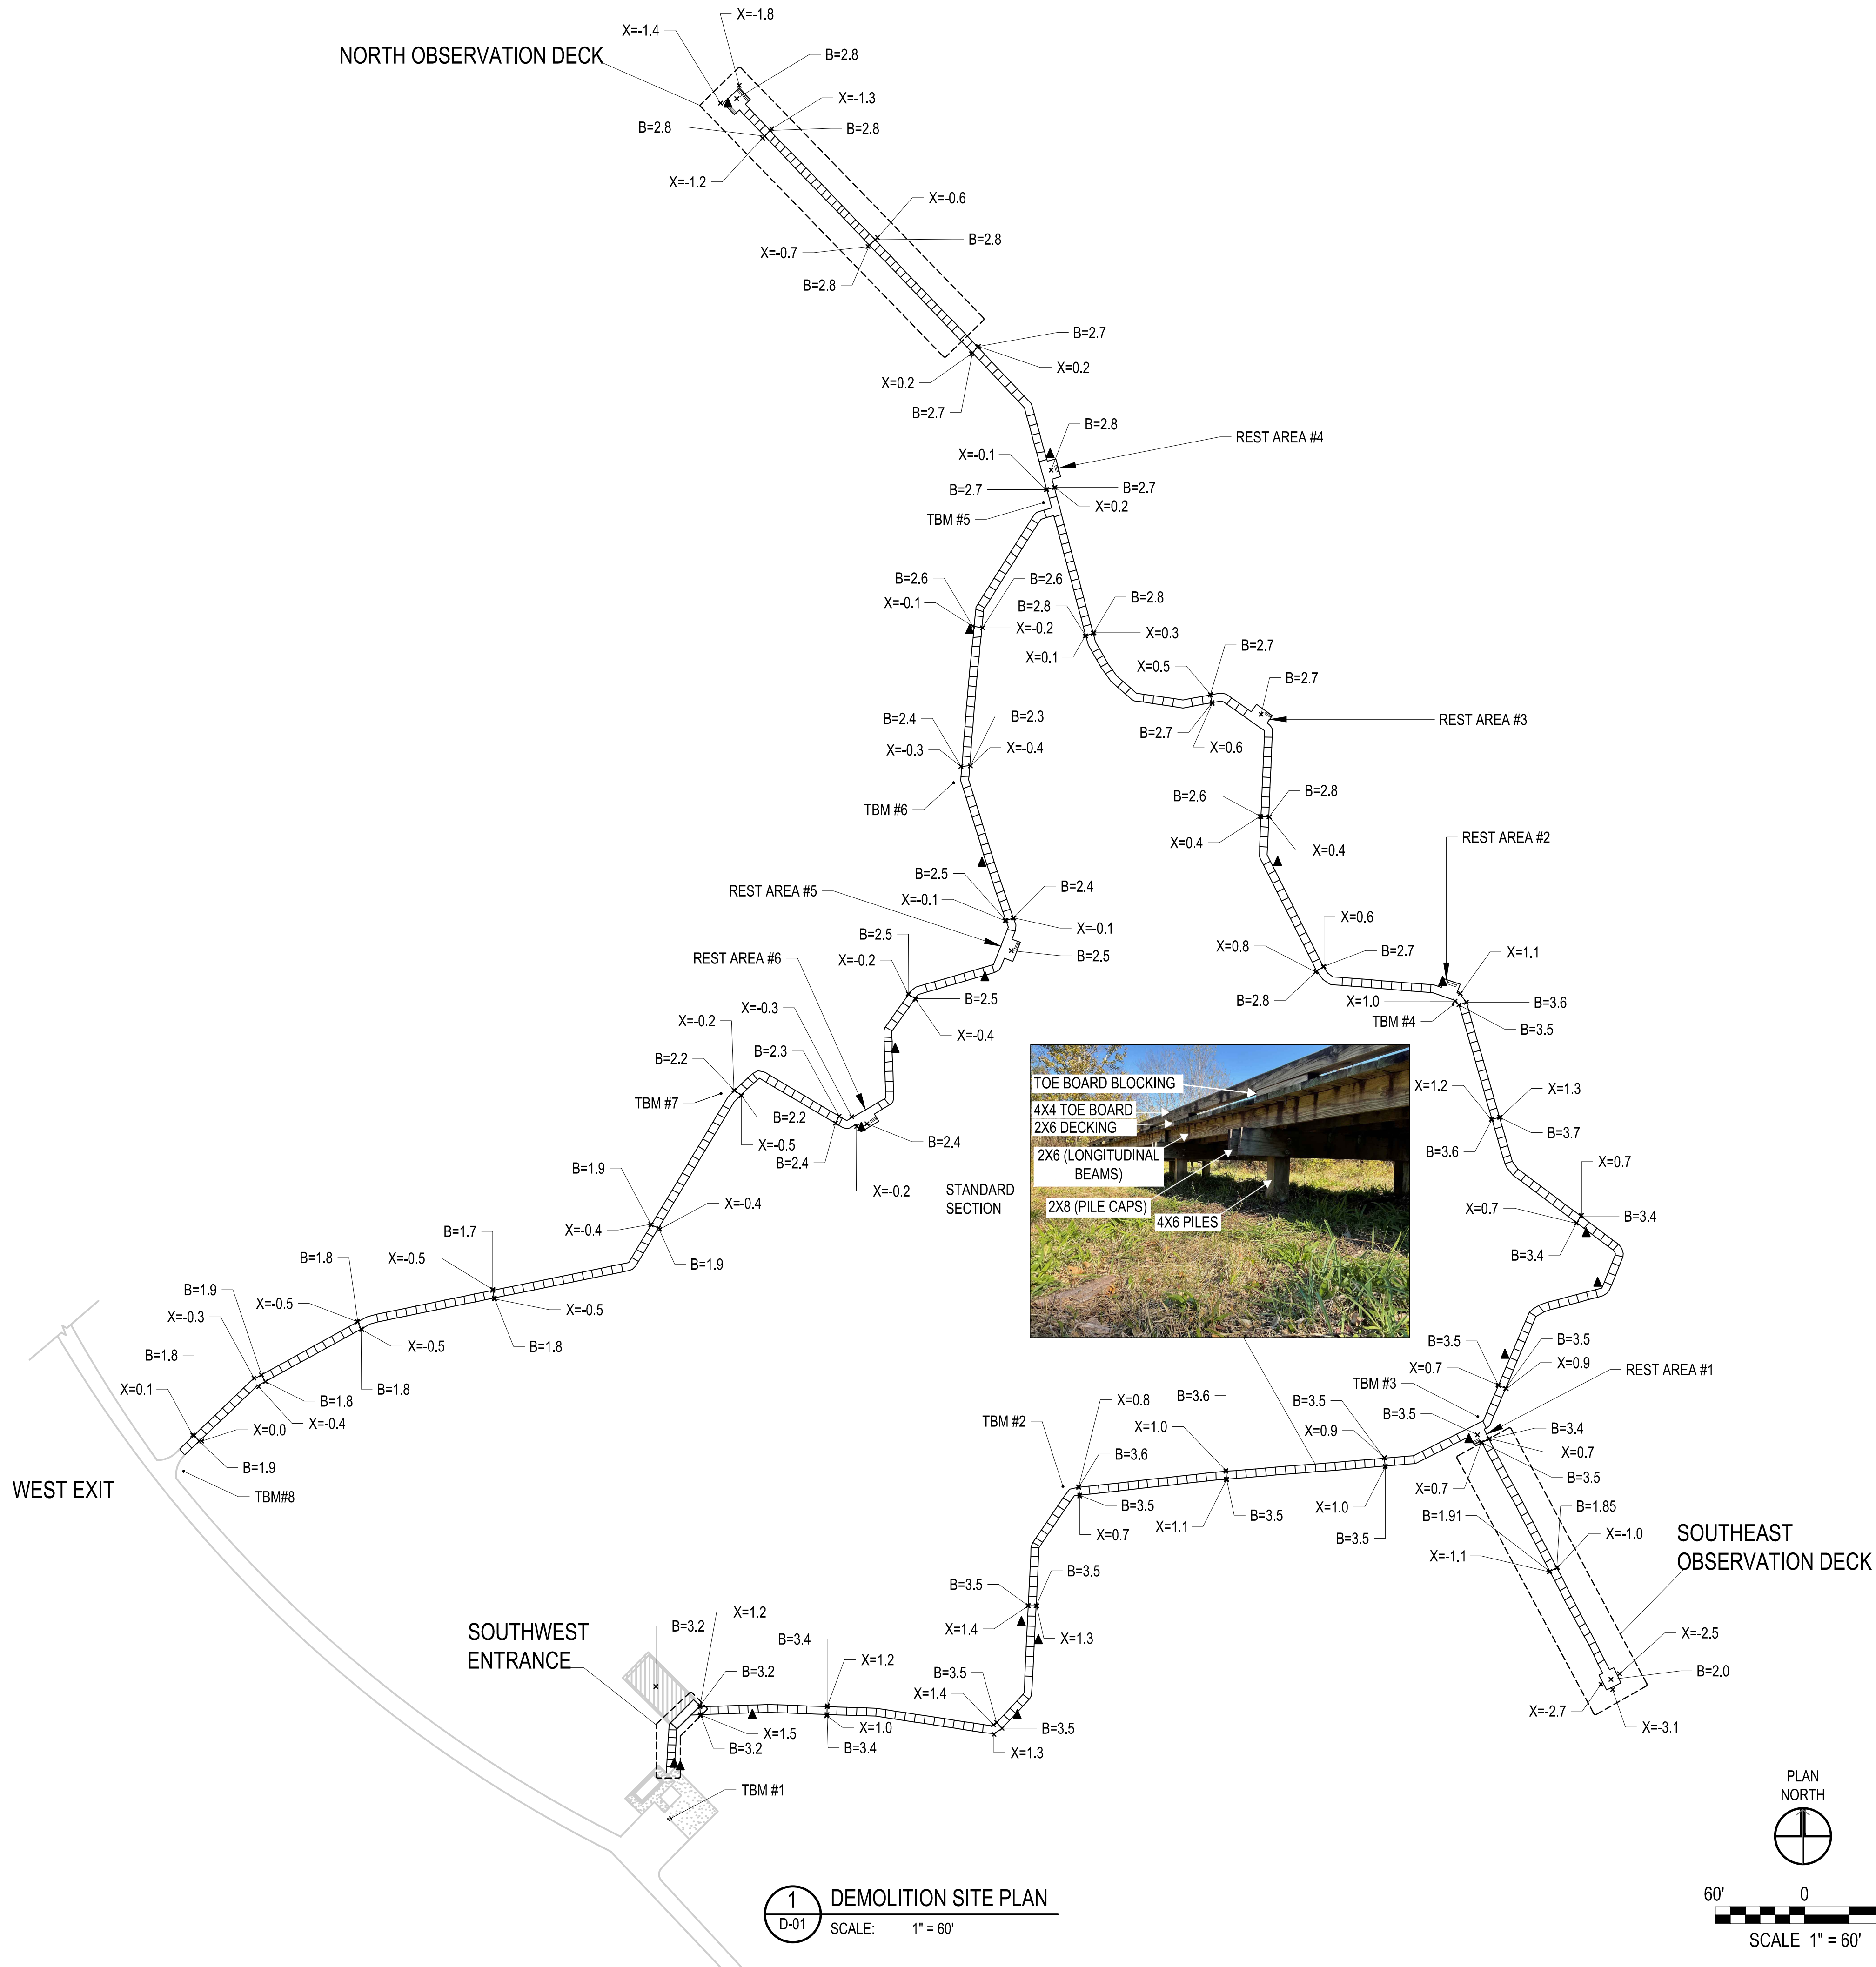 X=-1.8
X=-1.4
NORTH OBSERVATION DECK
B=2.8
X=-1.3
B=2.8
B=2.8
X=-1.2
X=-0.6
B=2.8
X=-0.7
B=2.8
B=2.7
X=0.2
X=0.2
B=2.7
B=2.8
REST AREA #4
X=-0.1
B=2.7
B=2.7
X=0.2
TBM #5
B=2.6
B=2.6
X=-0.1
B=2.8
B=2.8
X=-0.2
X=0.3
X=0.1
B=2.7
X=0.5
B=2.7
REST AREA #3
B=2.7
X=0.6
B=2.4
B=2.3
X=-0.3
X=-0.4
TBM #6
B=2.6
B=2.8
X=0.4
X=0.4
REST AREA #2
B=2.5
B=2.4
REST AREA #5
X=-0.1
X=-0.1
X=0.6
B=2.5
X=0.8
B=2.7
X=1.1
X=-0.2
B=2.5
REST AREA #6
B=2.5
B=2.8
X=1.0
B=3.6
TBM #4
B=3.5
X=-0.3
X=-0.2
X=-0.4
B=2.3
B=2.2
TBM #7
B=2.2
X=-0.5
B=2.4
B=2.4
X=-0.2
TOE BOARD BLOCKING
4X4 TOE BOARD
2X6 DECKING
2X6 (LONGITUDINAL
BEAMS)
2X8 (PILE CAPS)
4X6 PILES
STANDARD
SECTION
X=1.2
X=1.3
B=3.7
B=3.6
X=0.7
X=0.7
B=3.4
B=3.4
B=1.9
X=-0.4
X=-0.4
B=1.9
B=1.7
B=1.8
X=-0.5
X=-0.5
B=1.8
B=1.9
X=-0.5
X=-0.3
X=-0.5
B=1.8
B=1.8
X=0.1
B=1.8
X=-0.4
X=0.0
B=1.9
WEST EXIT
TBM#8
B=3.5
B=3.5
X=0.7
X=0.9
REST AREA #1
TBM #3
B=3.5
B=3.4
X=0.7
B=3.5
X=0.7
B=3.6
X=0.8
X=1.0
B=3.5
X=0.9
TBM #2
B=3.6
B=3.5
X=0.7
X=1.1
B=3.5
X=1.0
B=3.5
B=1.85
B=1.91
X=-1.0
X=-1.1
SOUTHEAST
OBSERVATION DECK
B=3.5
B=3.5
X=1.4
X=1.3
X=-2.5
B=2.0
X=-2.7
X=-3.1
SOUTHWEST
ENTRANCE
B=3.2
X=1.2
B=3.2
B=3.4
X=1.2
B=3.5
X=1.4
X=1.5
B=3.2
X=1.0
B=3.4
B=3.5
X=1.3
TBM #1
PLAN
NORTH
1
D-01
DEMOLITION SITE PLAN
SCALE: 1" = 60'
60' 0
SCALE 1" = 60'